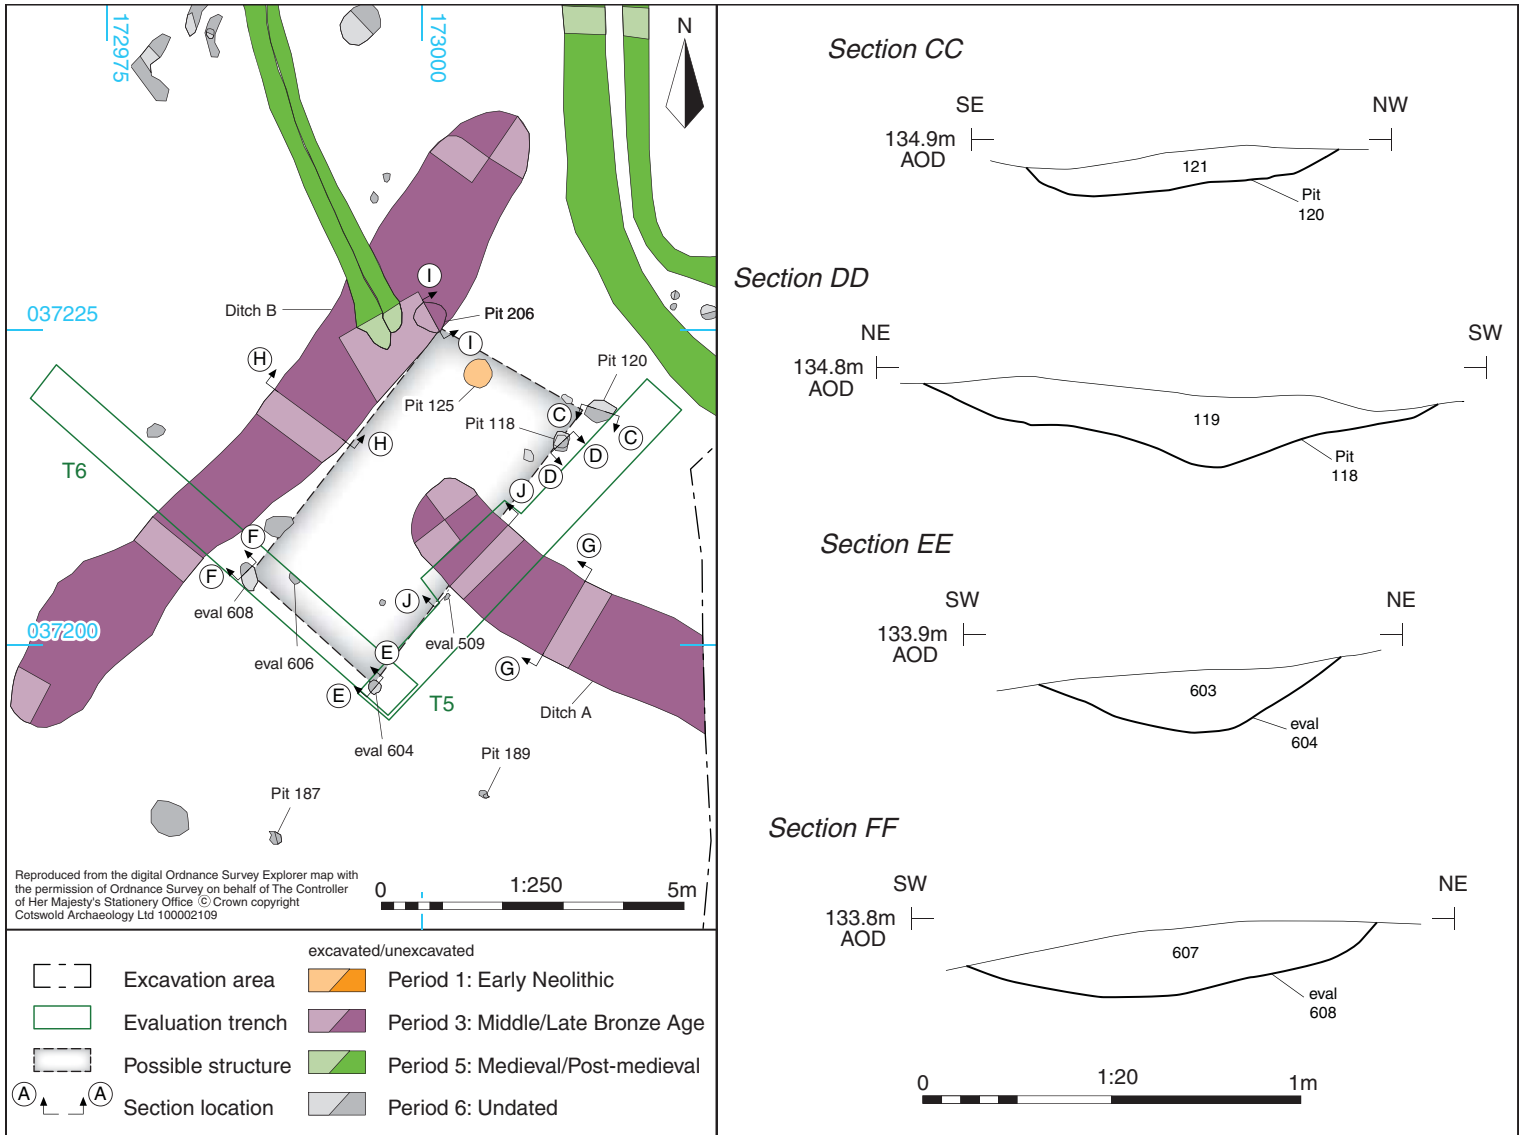 172975
173000
N
037225
037200
Ditch B
I
Pit 206
I
H
H
Pit 125
Pit 120
C
C
Pit 118
D
D
J
J
T6
F
F
eval 608
eval 606
G
G
eval 509
E
E
T5
Ditch A
eval 604
Pit 189
Pit 187
Reproduced from the digital Ordnance Survey Explorer map with
the permission of Ordnance Survey on behalf of The Controller
of Her Majesty's Stationery Office © Crown copyright
Cotswold Archaeology Ltd 100002109
0 1:250 5m
excavated/unexcavated
Excavation area
Evaluation trench
Possible structure
A A
Section location
Period 1: Early Neolithic
Period 3: Middle/Late Bronze Age
Period 5: Medieval/Post-medieval
Period 6: Undated
Section CC
SE NW
134.9m
AOD
121
Pit
120
Section DD
NE SW
134.8m
AOD
119
Pit
118
Section EE
SW NE
133.9m
AOD
603
eval
604
Section FF
SW NE
133.8m
AOD
607
eval
608
0 1:20 1m